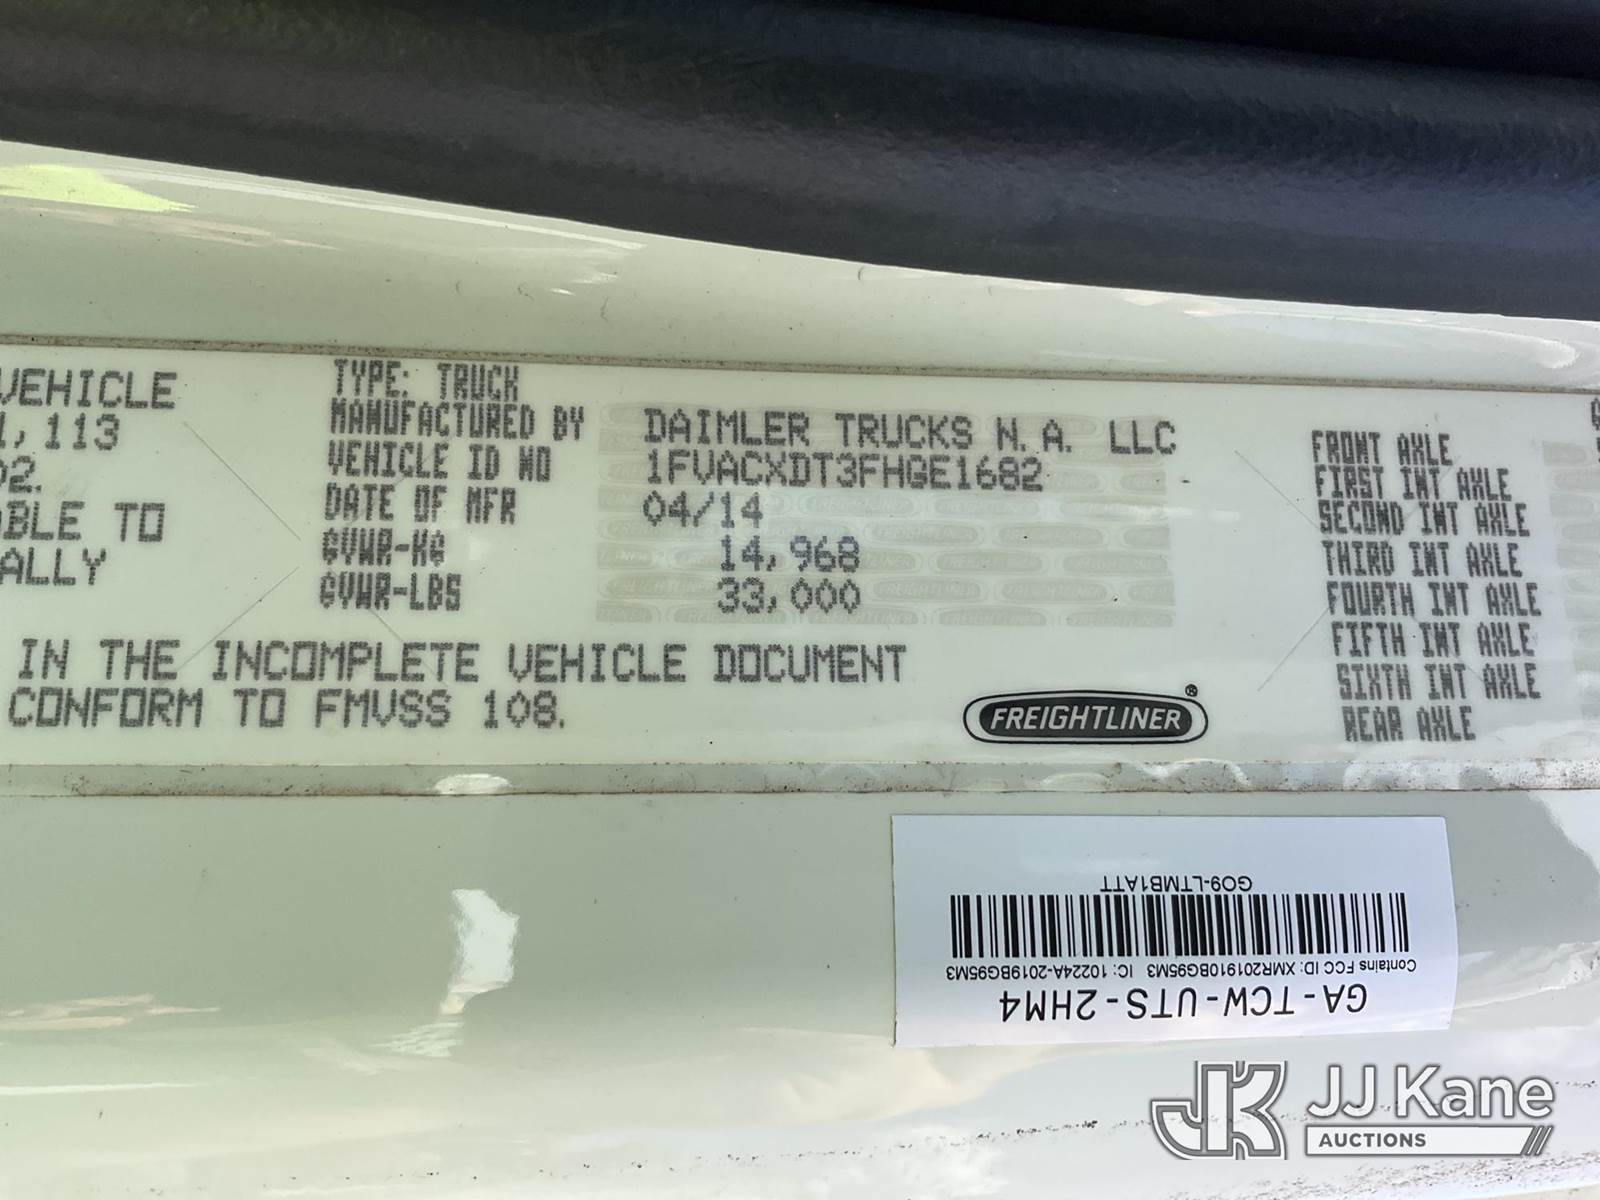 VEHICLE
1,113
02.
ABLE TO
ALLY
TYPE: TRUCK
MANUFACTURED BY DAIMLER TRUCKS N.A. LLC
VEHICLE ID NO 1FVACXDT3FHGE1682
DATE OF MFR 04/14
GVWR-KG 14,968
GVWR-LBS 33,000
IN THE INCOMPLETE VEHICLE DOCUMENT
CONFORM TO FMVSS 108.
FREIGHTLINER®
FRONT AXLE
FIRST INT AXLE
SECOND INT AXLE
THIRD INT AXLE
FOURTH INT AXLE
FIFTH INT AXLE
SIXTH INT AXLE
REAR AXLE
GA-TCW-UTS-2HM4
Contains FCC ID: XMR201910BG95M3 IC: 10224A-2019BG95M3
GO9-LTMB1ATT
JJ Kane
AUCTIONS